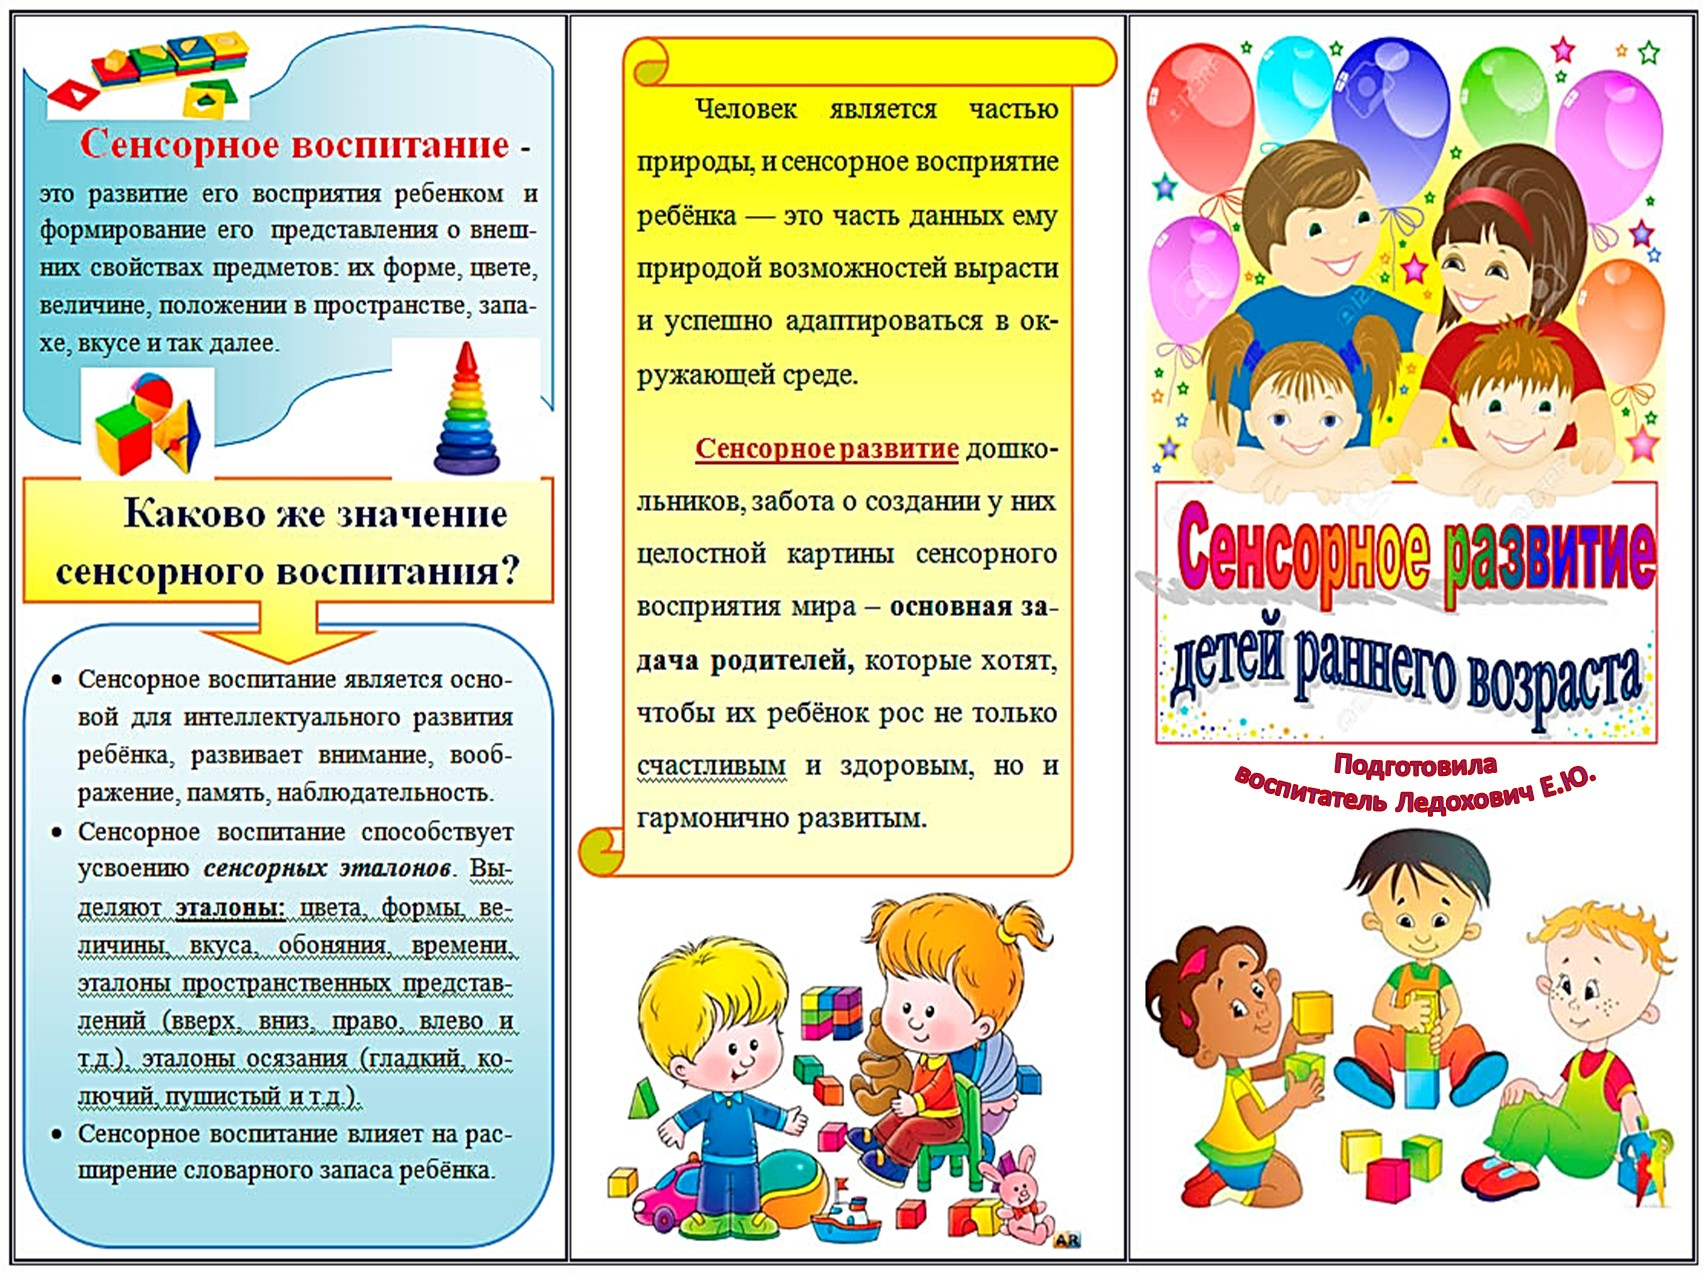 Сенсорное воспитание -
это развитие его восприятия ребенком и
формирование его представления о внеш-
них свойствах предметов: их форме, цвете,
величине, положении в пространстве, запа-
хе, вкусе и так далее.
Каково же значение
сенсорного воспитания?
• Сенсорное воспитание является осно-
вой для интеллектуального развития
ребёнка, развивает внимание, вооб-
ражение, память, наблюдательность.
• Сенсорное воспитание способствует
усвоению сенсорных эталонов. Вы-
деляют эталоны: цвета, формы, ве-
личины, вкуса, обоняния, времени,
эталоны пространственных представ-
лений (вверх, вниз, право, влево и
т.д.), эталоны осязания (гладкий, ко-
лючий, пушистый и т.д.).
• Сенсорное воспитание влияет на рас-
ширение словарного запаса ребёнка.
Человек является частью
природы, и сенсорное восприятие
ребёнка — это часть данных ему
природой возможностей вырасти
и успешно адаптироваться в ок-
ружающей среде.
Сенсорное развитие дошко-
льников, забота о создании у них
целостной картины сенсорного
восприятия мира – основная за-
дача родителей, которые хотят,
чтобы их ребёнок рос не только
счастливым и здоровым, но и
гармонично развитым.
AR
Сенсорное развитие
детей раннего возраста
Подготовила
воспитатель Ледохович Е.Ю.